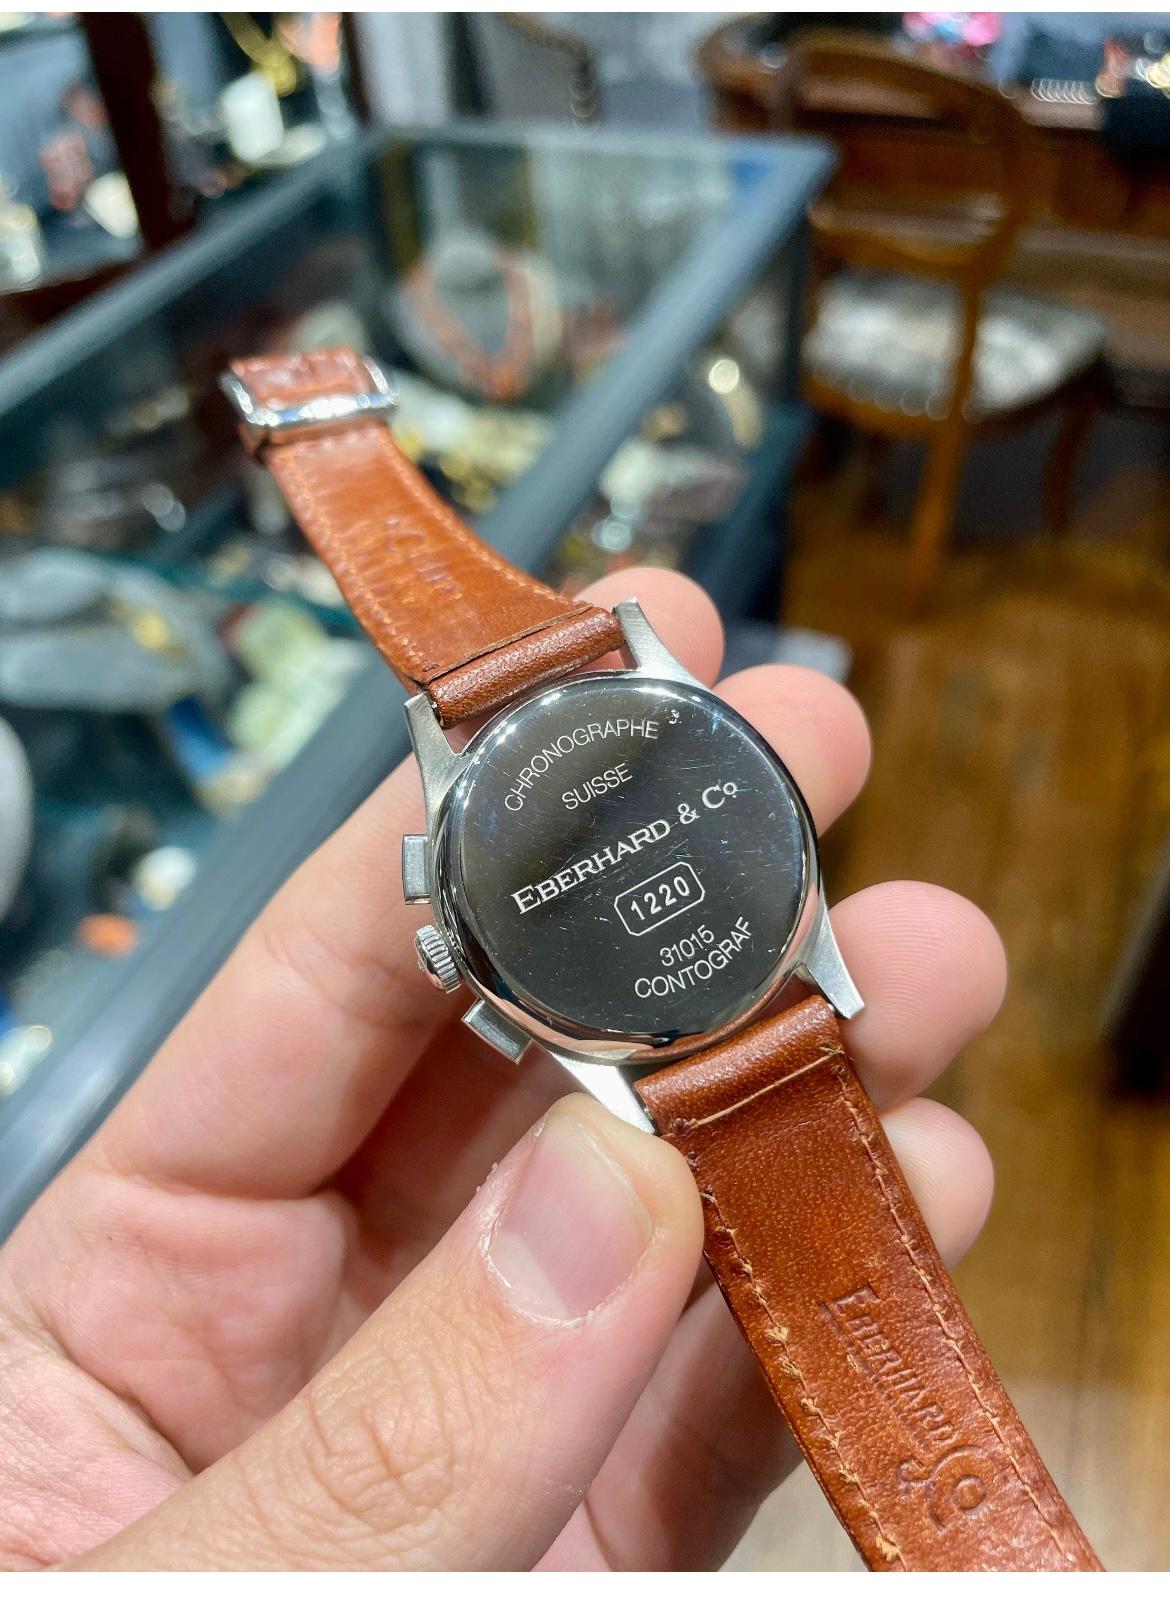 CHRONOGRAPHE
SUISSE
EBERHARD & Co
1220
31015
CONTOGRAF
EBERHARD
& Co